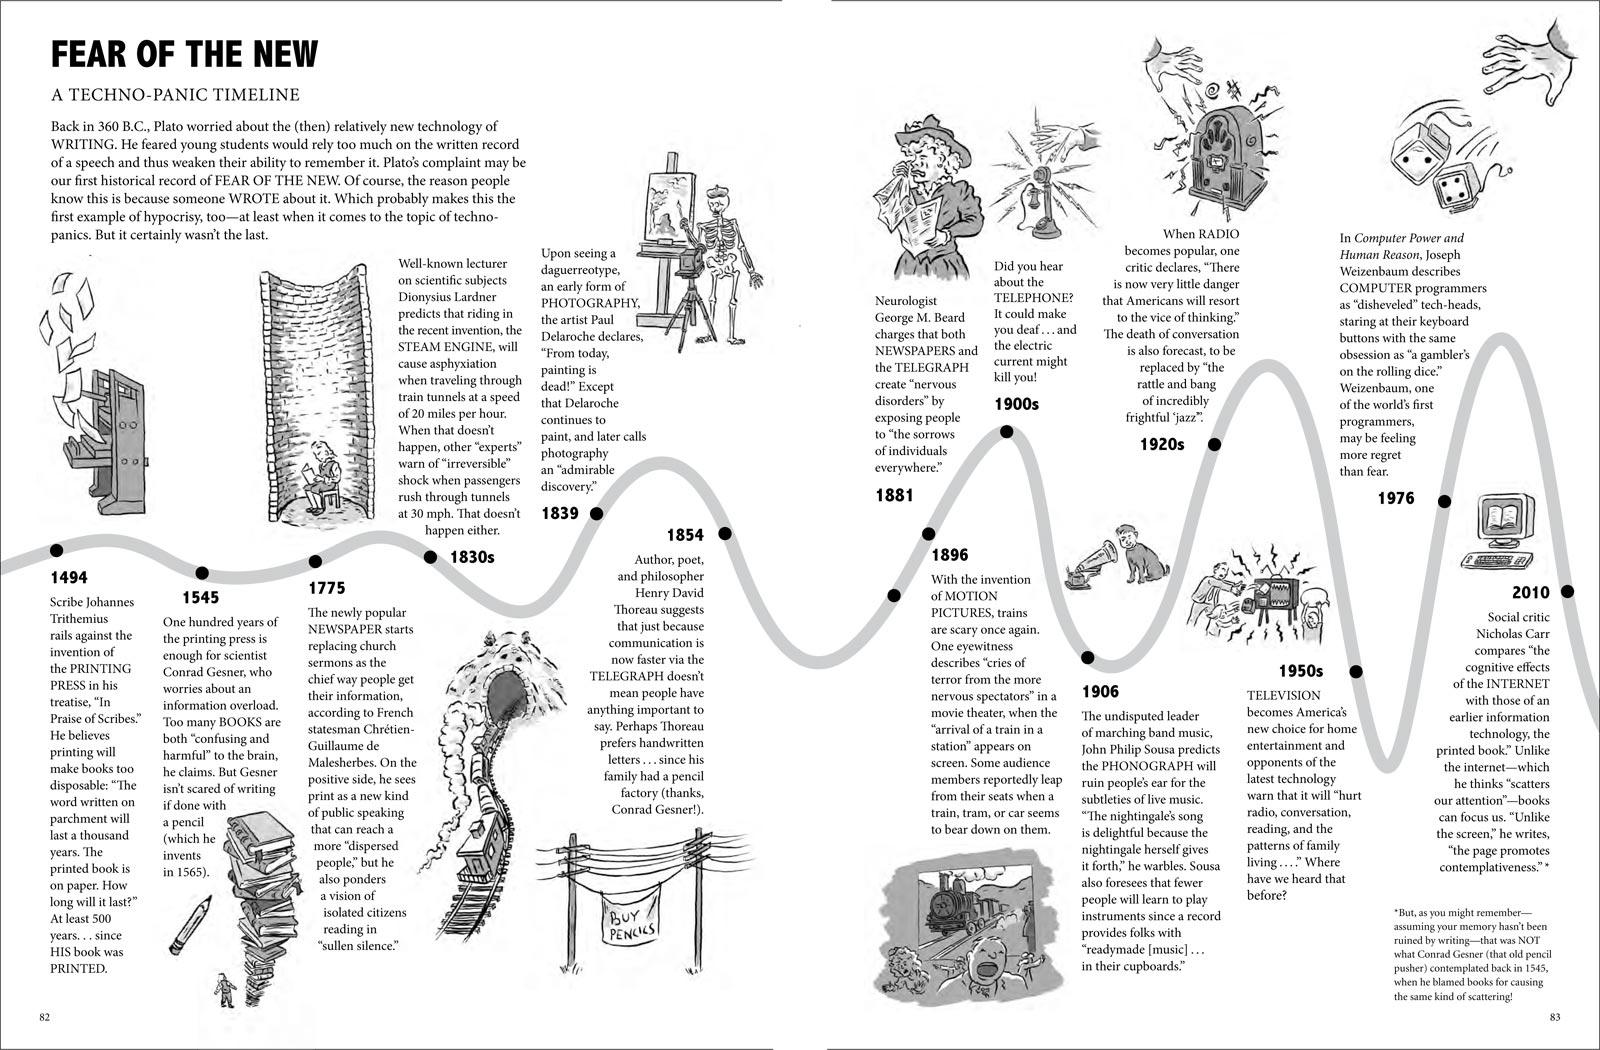 FEAR OF THE NEW
A TECHNO-PANIC TIMELINE
Back in 360 B.C., Plato worried about the (then) relatively new technology of
WRITING. He feared young students would rely too much on the written record
of a speech and thus weaken their ability to remember it. Plato’s complaint may be
our first historical record of FEAR OF THE NEW. Of course, the reason people
know this is because someone WROTE about it. Which probably makes this the
first example of hypocrisy, too—at least when it comes to the topic of techno-
panics. But it certainly wasn’t the last.
1494
Scribe Johannes
Trithemius
rails against the
invention of
the PRINTING
PRESS in his
treatise, “In
Praise of Scribes.”
He believes
printing will
make books too
disposable: “The
word written on
parchment will
last a thousand
years. The
printed book is
on paper. How
long will it last?”
At least 500
years. . . since
HIS book was
PRINTED.
1545
One hundred years of
the printing press is
enough for scientist
Conrad Gesner, who
worries about an
information overload.
Too many BOOKS are
both “confusing and
harmful” to the brain,
he claims. But Gesner
isn’t scared of writing
if done with
a pencil
(which he
invents
in 1565).
1775
The newly popular
NEWSPAPER starts
replacing church
sermons as the
chief way people get
their information,
according to French
statesman Chrétien-
Guillaume de
Malesherbes. On the
positive side, he sees
print as a new kind
of public speaking
that can reach a
more “dispersed
people,” but he
also ponders
a vision of
isolated citizens
reading in
“sullen silence.”
Well-known lecturer
on scientific subjects
Dionysius Lardner
predicts that riding in
the recent invention, the
STEAM ENGINE, will
cause asphyxiation
when traveling through
train tunnels at a speed
of 20 miles per hour.
When that doesn’t
happen, other “experts”
warn of “irreversible”
shock when passengers
rush through tunnels
at 30 mph. That doesn’t
happen either.
1830s
Upon seeing a
daguerreotype,
an early form of
PHOTOGRAPHY,
the artist Paul
Delaroche declares,
“From today,
painting is
dead!” Except
that Delaroche
continues to
paint, and later calls
photography
an “admirable
discovery.”
1839
1854
Author, poet,
and philosopher
Henry David
Thoreau suggests
that just because
communication is
now faster via the
TELEGRAPH doesn’t
mean people have
anything important to
say. Perhaps Thoreau
prefers handwritten
letters . . . since his
family had a pencil
factory (thanks,
Conrad Gesner!).
BUY
PENCILS
82
Neurologist
George M. Beard
charges that both
NEWSPAPERS and
the TELEGRAPH
create “nervous
disorders” by
exposing people
to “the sorrows
of individuals
everywhere.”
1881
1896
With the invention
of MOTION
PICTURES, trains
are scary once again.
One eyewitness
describes “cries of
terror from the more
nervous spectators” in a
movie theater, when the
“arrival of a train in a
station” appears on
screen. Some audience
members reportedly leap
from their seats when a
train, tram, or car seems
to bear down on them.
Did you hear
about the
TELEPHONE?
It could make
you deaf . . . and
the electric
current might
kill you!
1900s
1906
The undisputed leader
of marching band music,
John Philip Sousa predicts
the PHONOGRAPH will
ruin people’s ear for the
subtleties of live music.
“The nightingale’s song
is delightful because the
nightingale herself gives
it forth,” he warbles. Sousa
also foresees that fewer
people will learn to play
instruments since a record
provides folks with
“readymade [music] . . .
in their cupboards.”
When RADIO
becomes popular, one
critic declares, “There
is now very little danger
that Americans will resort
to the vice of thinking.”
The death of conversation
is also forecast, to be
replaced by “the
rattle and bang
of incredibly
frightful ‘jazz’”.
1920s
1950s
TELEVISION
becomes America’s
new choice for home
entertainment and
opponents of the
latest technology
warn that it will “hurt
radio, conversation,
reading, and the
patterns of family
living . . . .” Where
have we heard that
before?
In Computer Power and
Human Reason, Joseph
Weizenbaum describes
COMPUTER programmers
as “disheveled” tech-heads,
staring at their keyboard
buttons with the same
obsession as “a gambler’s
on the rolling dice.”
Weizenbaum, one
of the world’s first
programmers,
may be feeling
more regret
than fear.
1976
2010
Social critic
Nicholas Carr
compares “the
cognitive effects
of the INTERNET
with those of an
earlier information
technology, the
printed book.” Unlike
the internet—which
he thinks “scatters
our attention”—books
can focus us. “Unlike
the screen,” he writes,
“the page promotes
contemplativeness.” *
*But, as you might remember—
assuming your memory hasn’t been
ruined by writing—that was NOT
what Conrad Gesner (that old pencil
pusher) contemplated back in 1545,
when he blamed books for causing
the same kind of scattering!
83